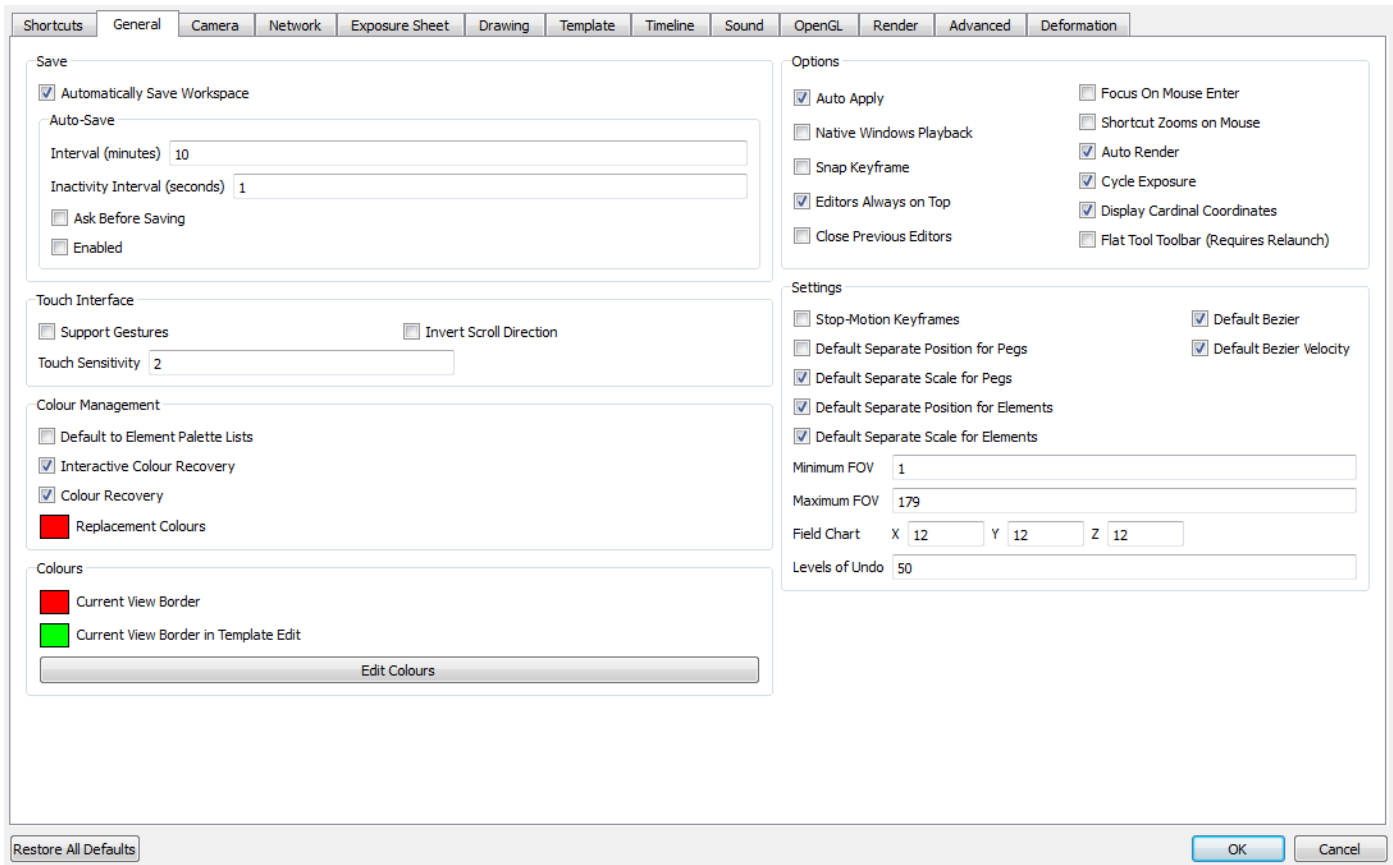 Shortcuts General Camera Network Exposure Sheet Drawing Template Timeline Sound OpenGL Render Advanced Deformation
Save
Automatically Save Workspace
Auto-Save
Interval (minutes) 10
Inactivity Interval (seconds) 1
Ask Before Saving
Enabled
Touch Interface
Support Gestures Invert Scroll Direction
Touch Sensitivity 2
Colour Management
Default to Element Palette Lists
Interactive Colour Recovery
Colour Recovery
Replacement Colours
Colours
Current View Border
Current View Border in Template Edit
Edit Colours
Options
Auto Apply
Native Windows Playback
Snap Keyframe
Editors Always on Top
Close Previous Editors
Focus On Mouse Enter
Shortcut Zooms on Mouse
Auto Render
Cycle Exposure
Display Cardinal Coordinates
Flat Tool Toolbar (Requires Relaunch)
Settings
Stop-Motion Keyframes
Default Separate Position for Pegs
Default Separate Scale for Pegs
Default Separate Position for Elements
Default Separate Scale for Elements
Default Bezier
Default Bezier Velocity
Minimum FOV 1
Maximum FOV 179
Field Chart X 12 Y 12 Z 12
Levels of Undo 50
Restore All Defaults OK Cancel